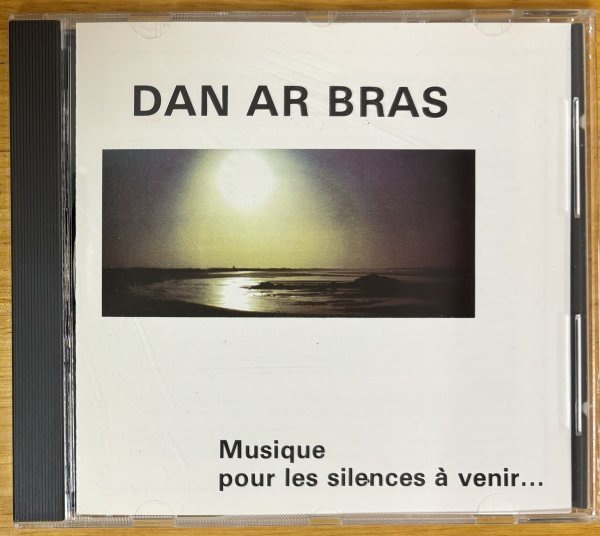 DAN AR BRAS
Musique
pour les silences à venir...